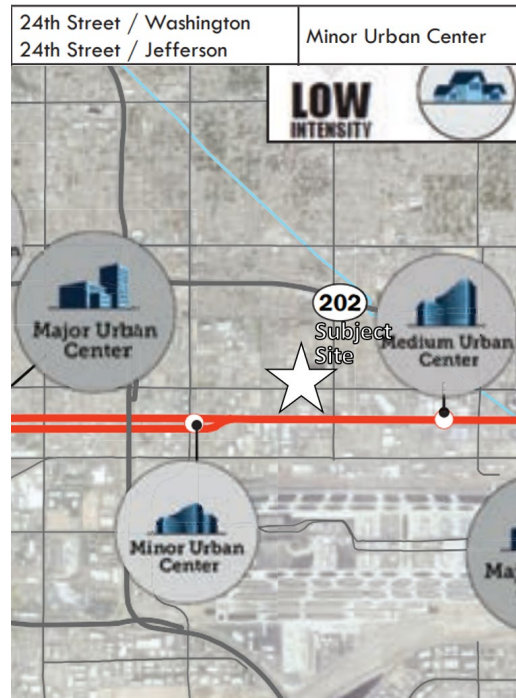 24th Street / Washington
24th Street / Jefferson
Minor Urban Center
LOW
INTENSITY
202
Subject
Site
Major Urban
Center
Medium Urban
Center
Minor Urban
Center
Maj